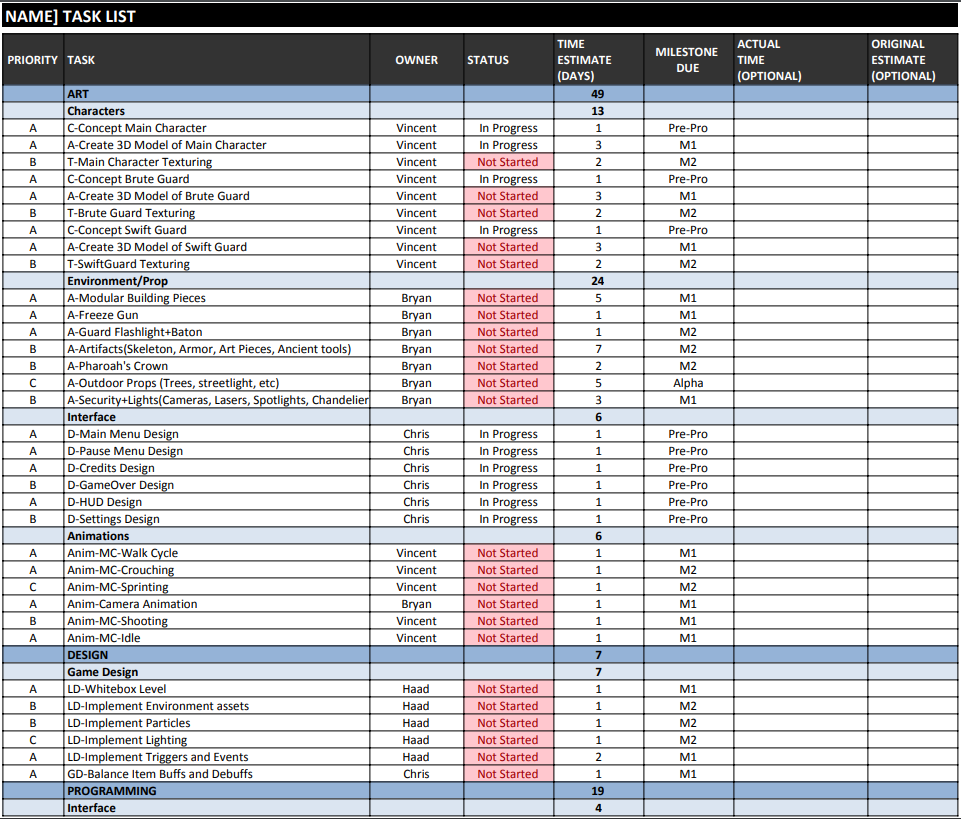 NAME] TASK LIST
PRIORITY TASK OWNER STATUS TIME ESTIMATE (DAYS) MILESTONE DUE ACTUAL TIME (OPTIONAL) ORIGINAL ESTIMATE (OPTIONAL)
ART 49
Characters 13
A C-Concept Main Character Vincent In Progress 1 Pre-Pro
A A-Create 3D Model of Main Character Vincent In Progress 3 M1
B T-Main Character Texturing Vincent Not Started 2 M2
A C-Concept Brute Guard Vincent In Progress 1 Pre-Pro
A A-Create 3D Model of Brute Guard Vincent Not Started 3 M1
B T-Brute Guard Texturing Vincent Not Started 2 M2
A C-Concept Swift Guard Vincent In Progress 1 Pre-Pro
A A-Create 3D Model of Swift Guard Vincent Not Started 3 M1
B T-SwiftGuard Texturing Vincent Not Started 2 M2
Environment/Prop 24
A A-Modular Building Pieces Bryan Not Started 5 M1
A A-Freeze Gun Bryan Not Started 1 M1
A A-Guard Flashlight+Baton Bryan Not Started 1 M2
B A-Artifacts(Skeleton, Armor, Art Pieces, Ancient tools) Bryan Not Started 7 M2
B A-Pharoah's Crown Bryan Not Started 2 M2
C A-Outdoor Props (Trees, streetlight, etc) Bryan Not Started 5 Alpha
B A-Security+Lights(Cameras, Lasers, Spotlights, Chandelier Bryan Not Started 3 M1
Interface 6
A D-Main Menu Design Chris In Progress 1 Pre-Pro
A D-Pause Menu Design Chris In Progress 1 Pre-Pro
A D-Credits Design Chris In Progress 1 Pre-Pro
B D-GameOver Design Chris In Progress 1 Pre-Pro
A D-HUD Design Chris In Progress 1 Pre-Pro
B D-Settings Design Chris In Progress 1 Pre-Pro
Animations 6
A Anim-MC-Walk Cycle Vincent Not Started 1 M1
A Anim-MC-Crouching Vincent Not Started 1 M2
C Anim-MC-Sprinting Vincent Not Started 1 M2
A Anim-Camera Animation Bryan Not Started 1 M1
B Anim-MC-Shooting Vincent Not Started 1 M1
A Anim-MC-Idle Vincent Not Started 1 M1
DESIGN 7
Game Design 7
A LD-Whitebox Level Haad Not Started 1 M1
B LD-Implement Environment assets Haad Not Started 1 M2
B LD-Implement Particles Haad Not Started 1 M2
C LD-Implement Lighting Haad Not Started 1 M2
A LD-Implement Triggers and Events Haad Not Started 2 M1
A GD-Balance Item Buffs and Debuffs Chris Not Started 1 M1
PROGRAMMING 19
Interface 4